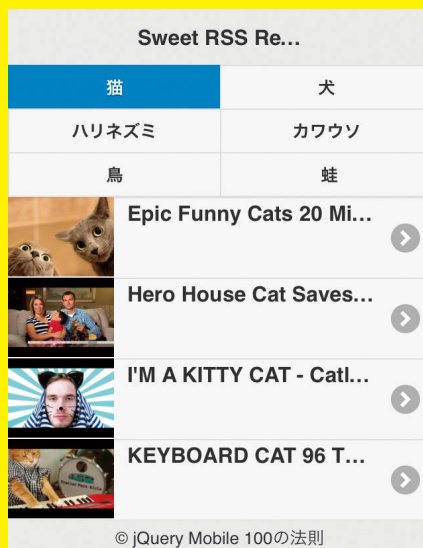 Sweet RSS Re...
猫 犬
ハリネズミ カワウソ
鳥 蛙
Epic Funny Cats 20 Mi...
Hero House Cat Saves...
I'M A KITTY CAT - Catl...
KEYBOARD CAT 96 T...
© jQuery Mobile 100の法則